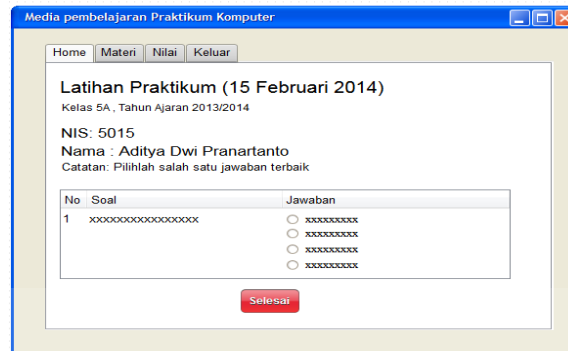 Media pembelajaran Praktikum Komputer
Home Materi Nilai Keluar
Latihan Praktikum (15 Februari 2014)
Kelas 5A , Tahun Ajaran 2013/2014
NIS: 5015
Nama : Aditya Dwi Pranartanto
Catatan: Pilihlah salah satu jawaban terbaik
No Soal Jawaban
1 xxxxxxxxxxxxxxxx xxxxxxxxx
xxxxxxxxx
xxxxxxxxx
xxxxxxxxx
Selesai